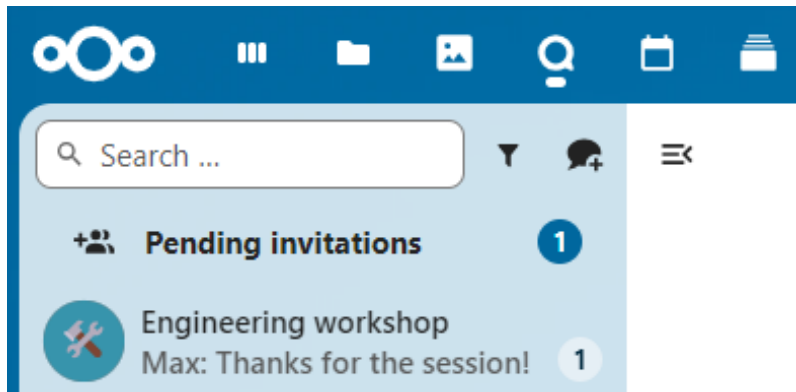 Search ...
Pending invitations 1
Engineering workshop
Max: Thanks for the session! 1